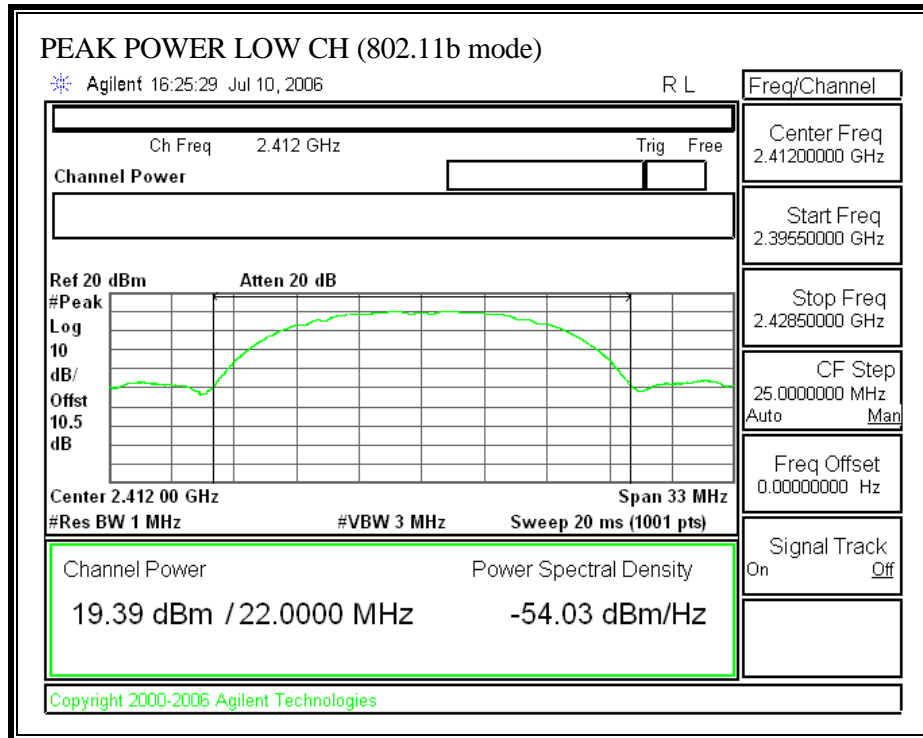 PEAK POWER LOW CH (802.11b mode)
Agilent 16:25:29 Jul 10, 2006 R L
Freq/Channel
Ch Freq 2.412 GHz Trig Free
Channel Power
Center Freq
2.41200000 GHz
Start Freq
2.39550000 GHz
Stop Freq
2.42850000 GHz
CF Step
25.0000000 MHz
Auto Man
Freq Offset
0.00000000 Hz
Signal Track
On Off
Ref 20 dBm Atten 20 dB
#Peak
Log
10
dB/
Offst
10.5
dB
Center 2.412 00 GHz Span 33 MHz
#Res BW 1 MHz #VBW 3 MHz Sweep 20 ms (1001 pts)
Channel Power Power Spectral Density
19.39 dBm / 22.0000 MHz -54.03 dBm/Hz
Copyright 2000-2006 Agilent Technologies